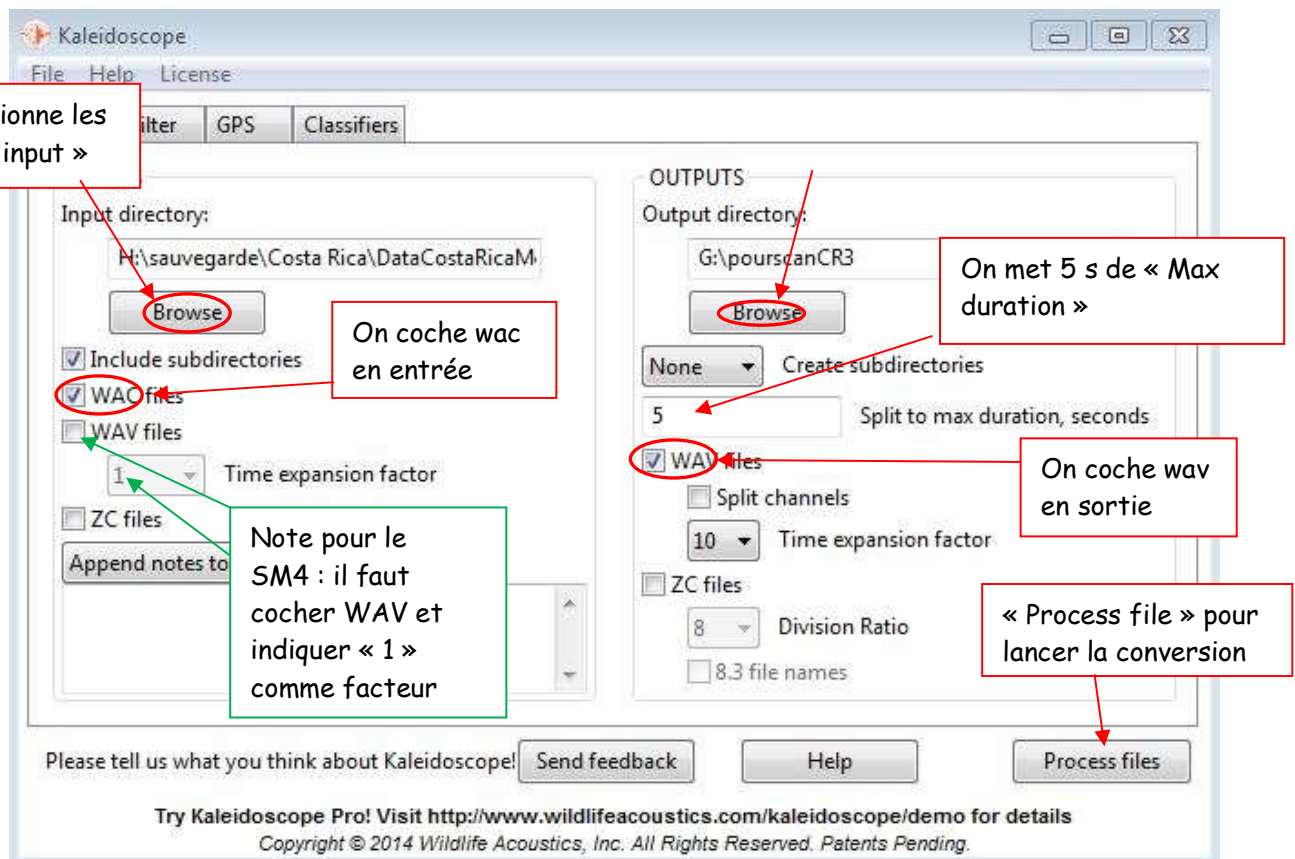 Kaleidoscope
File Help License
ionne les
input »
ilter GPS Classifiers
OUTPUTS
Input directory:
Output directory:
H:\sauvegarde\Costa Rica\DataCostaRicaM
G:\pourscanCR3
On met 5 s de « Max
duration »
Browse
Browse
On coche wac
en entrée
Include subdirectories
None Create subdirectories
WAC files
5 Split to max duration, seconds
WAV files
WAV files
On coche wav
en sortie
1 Time expansion factor
Split channels
ZC files
10 Time expansion factor
Note pour le
SM4 : il faut
cocher WAV et
indiquer « 1 »
comme facteur
Append notes to
ZC files
8 Division Ratio
8.3 file names
« Process file » pour
lancer la conversion
Please tell us what you think about Kaleidoscope! Send feedback Help Process files
Try Kaleidoscope Pro! Visit http://www.wildlifeacoustics.com/kaleidoscope/demo for details
Copyright © 2014 Wildlife Acoustics, Inc. All Rights Reserved. Patents Pending.